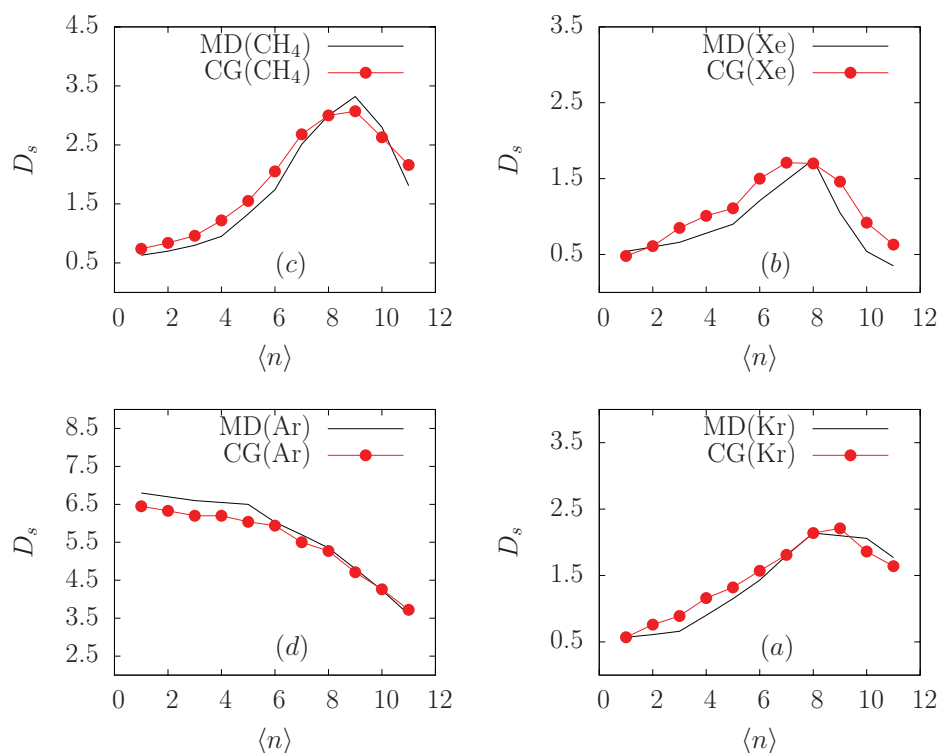 4.5
3.5
2.5
1.5
0.5
D_s
MD(CH₄)
CG(CH₄)
(c)
0 2 4 6 8 10 12
⟨n⟩
3.5
2.5
1.5
0.5
D_s
MD(Xe)
CG(Xe)
(b)
0 2 4 6 8 10 12
⟨n⟩
8.5
7.5
6.5
5.5
4.5
3.5
2.5
D_s
MD(Ar)
CG(Ar)
(d)
0 2 4 6 8 10 12
⟨n⟩
3.5
2.5
1.5
0.5
D_s
MD(Kr)
CG(Kr)
(a)
0 2 4 6 8 10 12
⟨n⟩